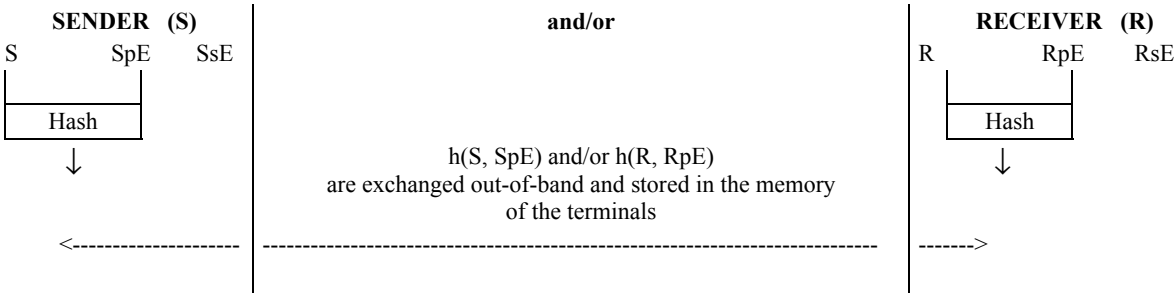 SENDER (S) and/or RECEIVER (R)
S SpE SsE R RpE RsE
Hash Hash
↓ ↓
h(S, SpE) and/or h(R, RpE)
are exchanged out-of-band and stored in the memory
of the terminals
<--------------------- ----------------------------------------------------------------------------- ------->